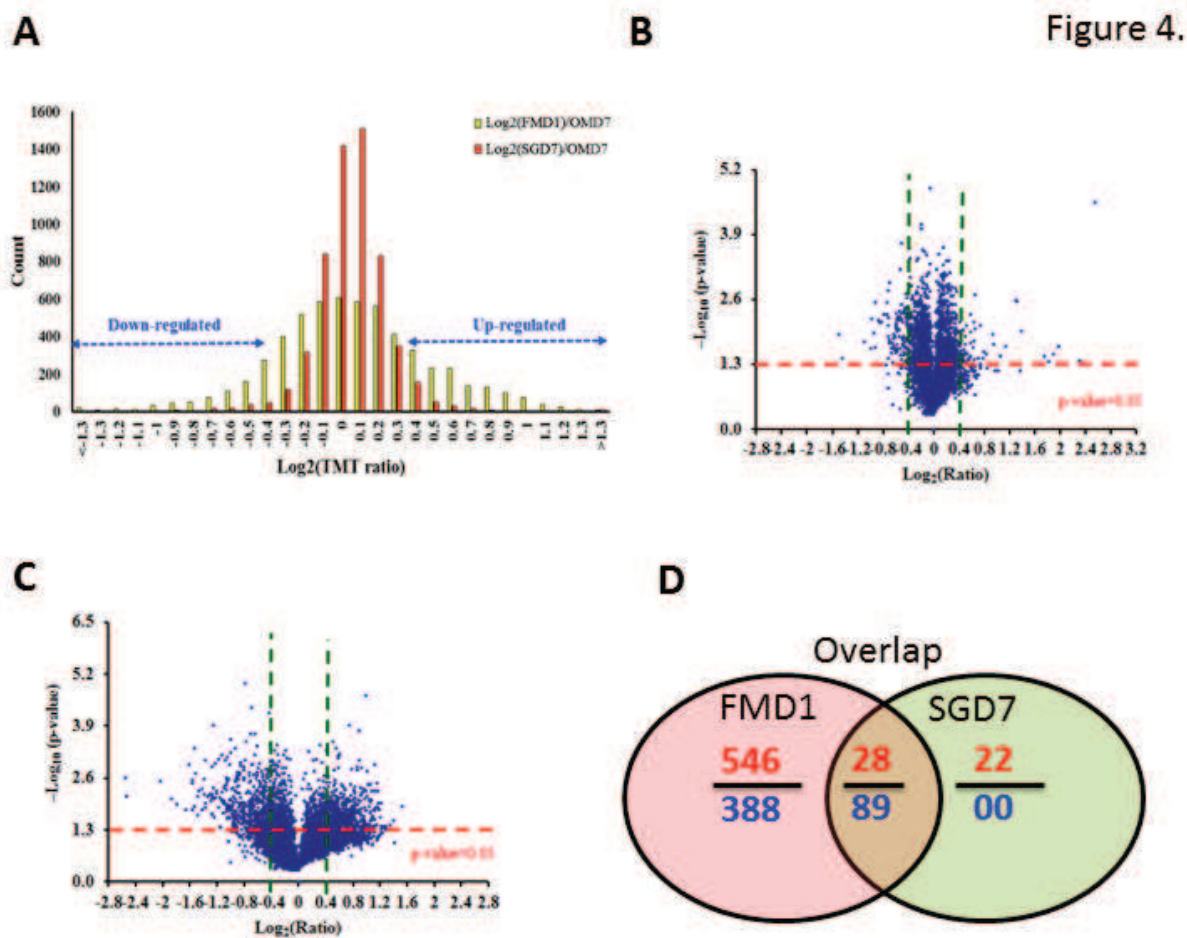 A
B
Figure 4.
1600
1400
1200
1000
800
600
400
200
0
Count
Log2(FMD1)/OMD7
Log2(SGD7)/OMD7
Down-regulated
Up-regulated
<-1.3 -1.3 -1.2 -1.1 -1 -0.9 -0.8 -0.7 -0.6 -0.5 -0.4 -0.3 -0.2 -0.1 0 0.1 0.2 0.3 0.4 0.5 0.6 0.7 0.8 0.9 1 1.1 1.2 1.3 >1.3
Log2(TMT ratio)
5.2
3.9
2.6
1.3
0.0
-Log10 (p-value)
p-value=0.05
-2.8 -2.4 -2 -1.6 -1.2 -0.8 -0.4 0 0.4 0.8 1.2 1.6 2 2.4 2.8 3.2
Log2(Ratio)
C
D
6.5
5.2
3.9
2.6
1.3
0.0
-Log10 (p-value)
p-value=0.05
-2.8 -2.4 -2 -1.6 -1.2 -0.8 -0.4 0 0.4 0.8 1.2 1.6 2 2.4 2.8
Log2(Ratio)
Overlap
FMD1
SGD7
546 28 22
388 89 00